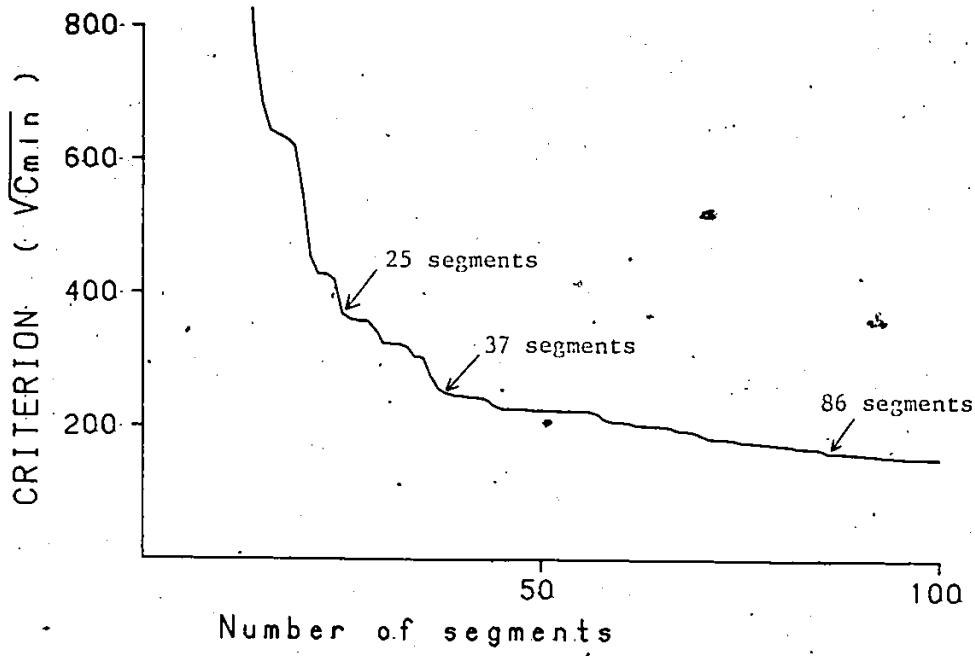 800
600
400
200
CRITERION (√Cmin)
25 segments
37 segments
86 segments
50
100
Number of segments